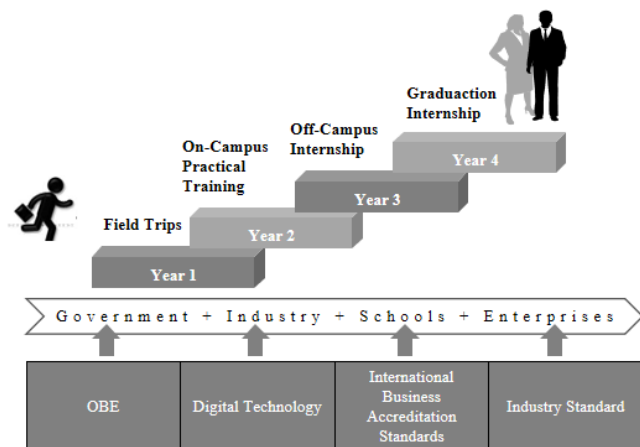 Graduaction
Internship
Off-Campus
Internship
On-Campus
Practical
Training
Field Trips
Year 4
Year 3
Year 2
Year 1
Government + Industry + Schools + Enterprises
OBE
Digital Technology
International
Business
Accreditation
Standards
Industry Standard